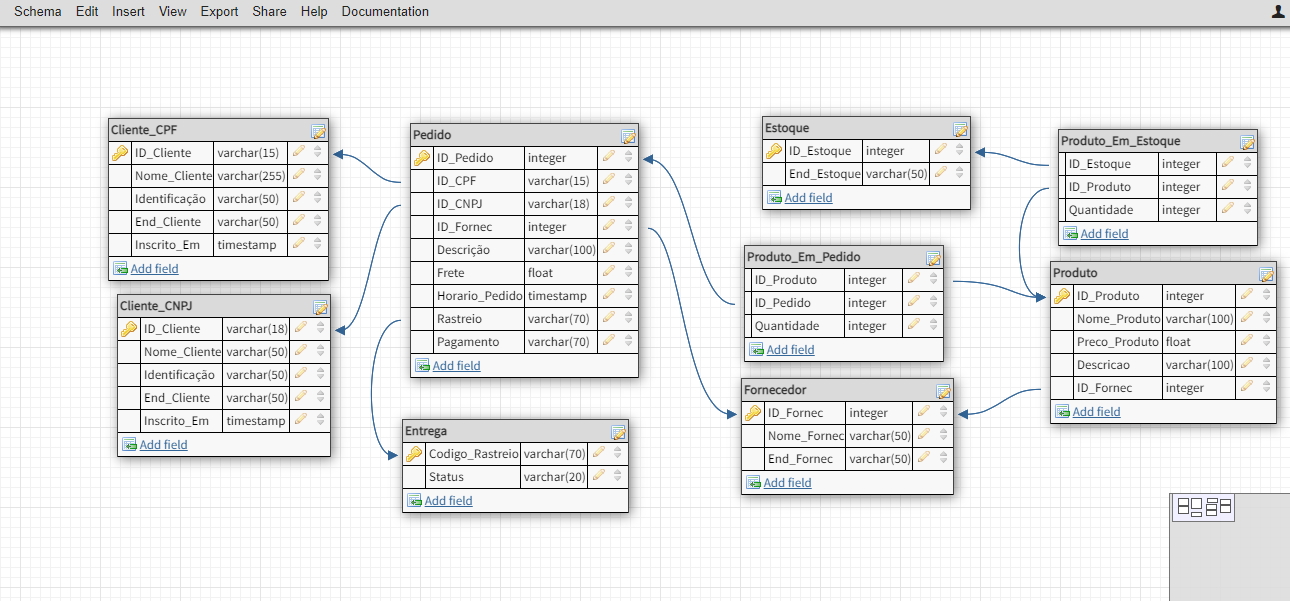 Schema Edit Insert View Export Share Help Documentation
Cliente_CPF
ID_Cliente varchar(15)
Nome_Cliente varchar(255)
Identificação varchar(50)
End_Cliente varchar(50)
Inscrito_Em timestamp
Add field
Cliente_CNPJ
ID_Cliente varchar(18)
Nome_Cliente varchar(50)
Identificação varchar(50)
End_Cliente varchar(50)
Inscrito_Em timestamp
Add field
Pedido
ID_Pedido integer
ID_CPF varchar(15)
ID_CNPJ varchar(18)
ID_Fornec integer
Descrição varchar(100)
Frete float
Horario_Pedido timestamp
Rastreio varchar(70)
Pagamento varchar(70)
Add field
Entrega
Codigo_Rastreio varchar(70)
Status varchar(20)
Add field
Estoque
ID_Estoque integer
End_Estoque varchar(50)
Add field
Produto_Em_Pedido
ID_Produto integer
ID_Pedido integer
Quantidade integer
Add field
Fornecedor
ID_Fornec integer
Nome_Fornec varchar(50)
End_Fornec varchar(50)
Add field
Produto_Em_Estoque
ID_Estoque integer
ID_Produto integer
Quantidade integer
Add field
Produto
ID_Produto integer
Nome_Produto varchar(100)
Preco_Produto float
Descricao varchar(100)
ID_Fornec integer
Add field